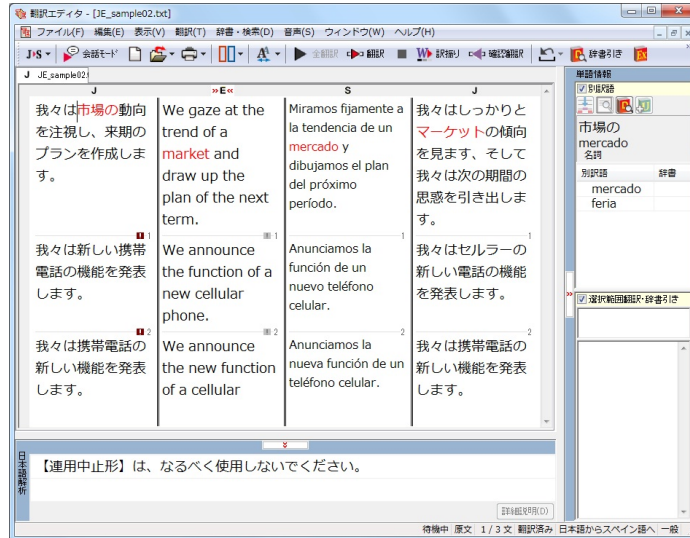 翻訳エディタ - [JE_sample02.txt]
ファイル(F) 編集(E) 表示(V) 翻訳(T) 辞書・検索(D) 音声(S) ウィンドウ(W) ヘルプ(H)
J▸S 会話モード 全翻訳 翻訳 訳振り 確認翻訳 辞書引き
J JE_sample02.
J
我々は市場の動向
を注視し、来期の
プランを作成しま
す。
1
我々は新しい携帯
電話の機能を発表
します。
2
我々は携帯電話の
新しい機能を発表
します。
»E«
We gaze at the
trend of a
market and
draw up the
plan of the next
term.
1
We announce
the function of a
new cellular
phone.
2
We announce
the new function
of a cellular
S
Miramos fijamente a
la tendencia de un
mercado y
dibujamos el plan
del próximo
período.
1
Anunciamos la
función de un
nuevo teléfono
celular.
2
Anunciamos la
nueva función de un
teléfono celular.
J
我々はしっかりと
マーケットの傾向
を見ます、そして
我々は次の期間の
思惑を引き出しま
す。
1
我々はセルラーの
新しい電話の機能
を発表します。
2
我々は携帯電話の
新しい機能を発表
します。
単語情報
別訳語
市場の
mercado
名詞
別訳語 辞書
mercado
feria
選択範囲翻訳・辞書引き
日本語解析
【連用中止形】は、なるべく使用しないでください。
詳細説明(D)
待機中 原文 1 / 3 文 翻訳済み 日本語からスペイン語へ 一般